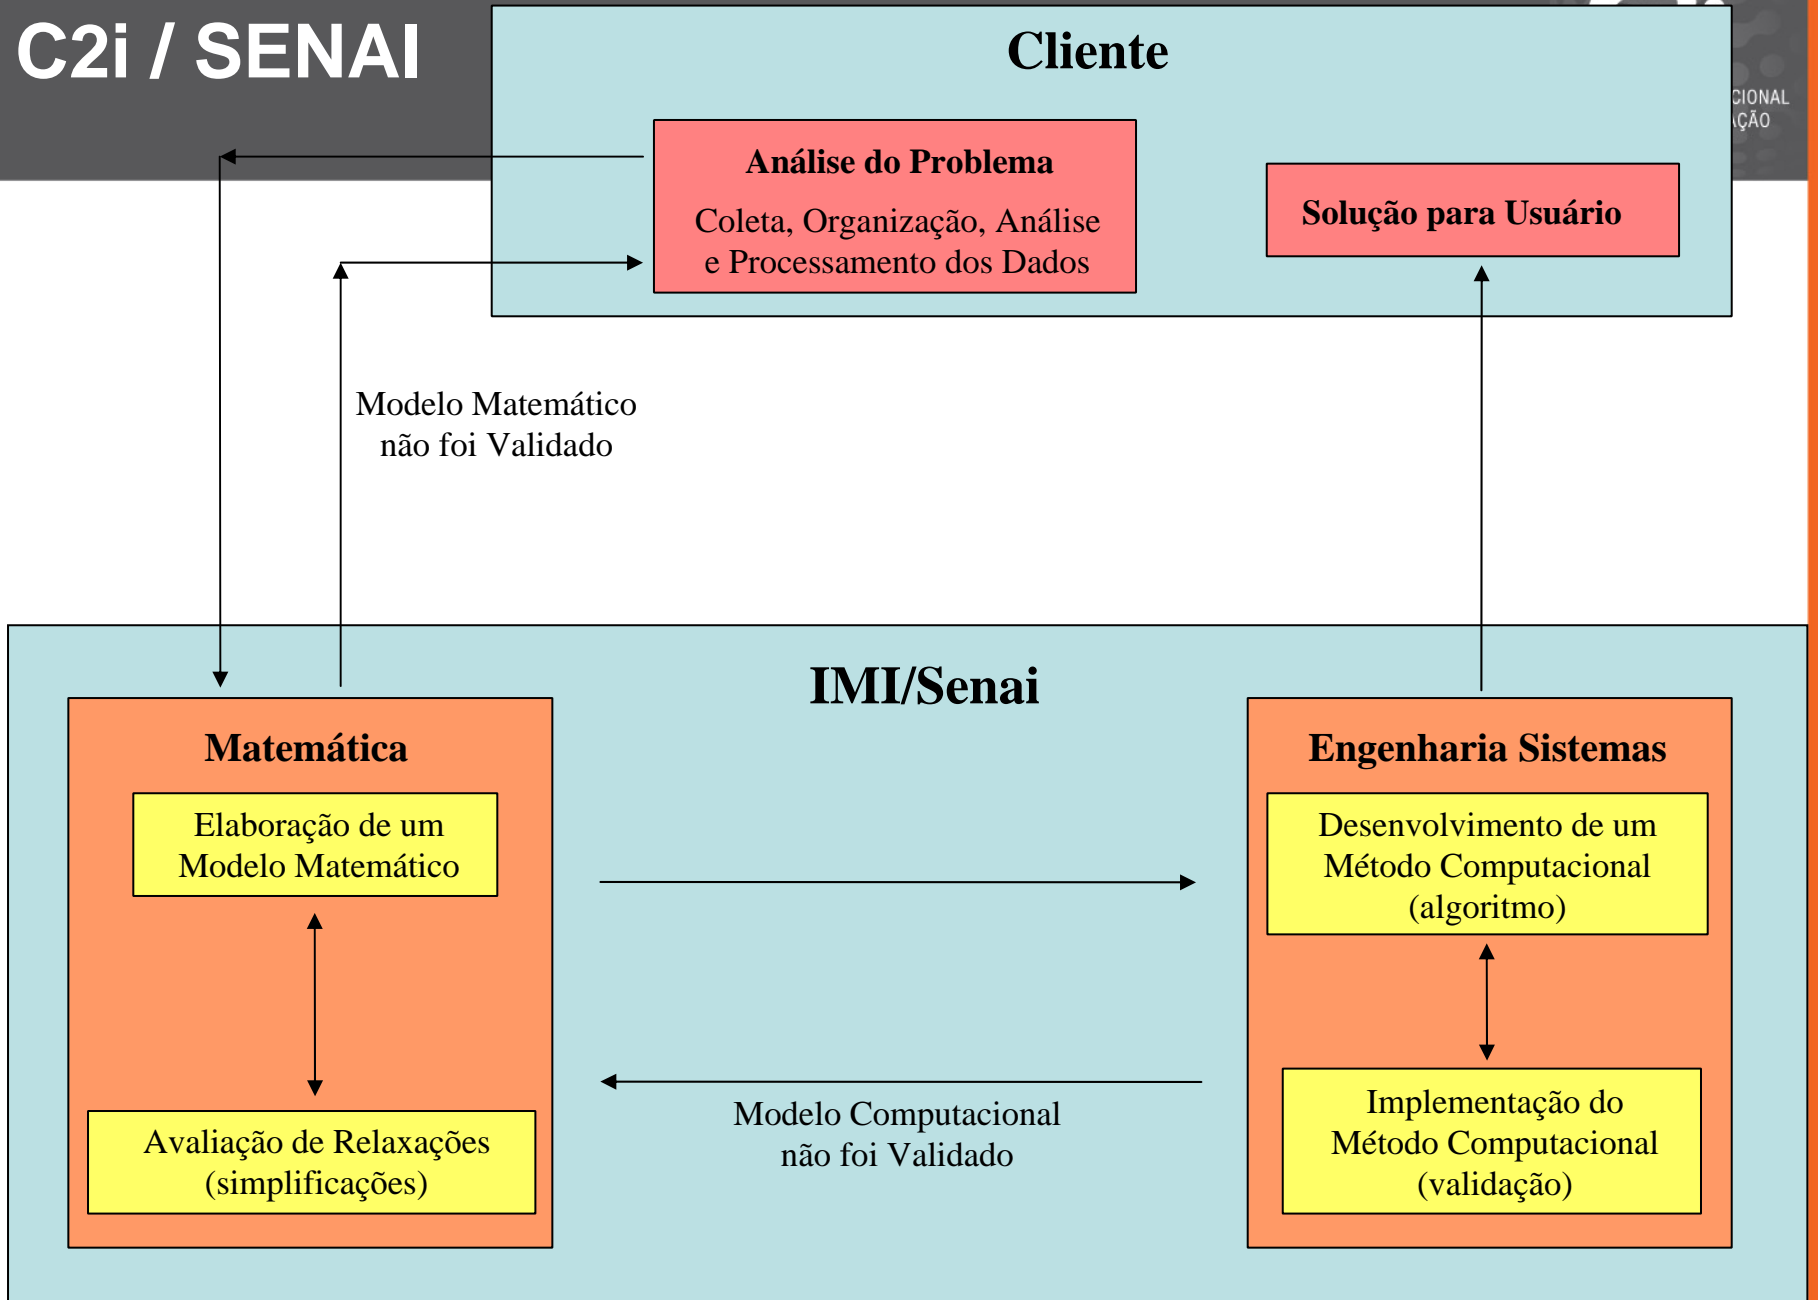 C2i / SENAI
Cliente
Análise do Problema
Coleta, Organização, Análise
e Processamento dos Dados
Solução para Usuário
Modelo Matemático
não foi Validado
IMI/Senai
Matemática
Elaboração de um
Modelo Matemático
Avaliação de Relaxações
(simplificações)
Modelo Computacional
não foi Validado
Engenharia Sistemas
Desenvolvimento de um
Método Computacional
(algoritmo)
Implementação do
Método Computacional
(validação)